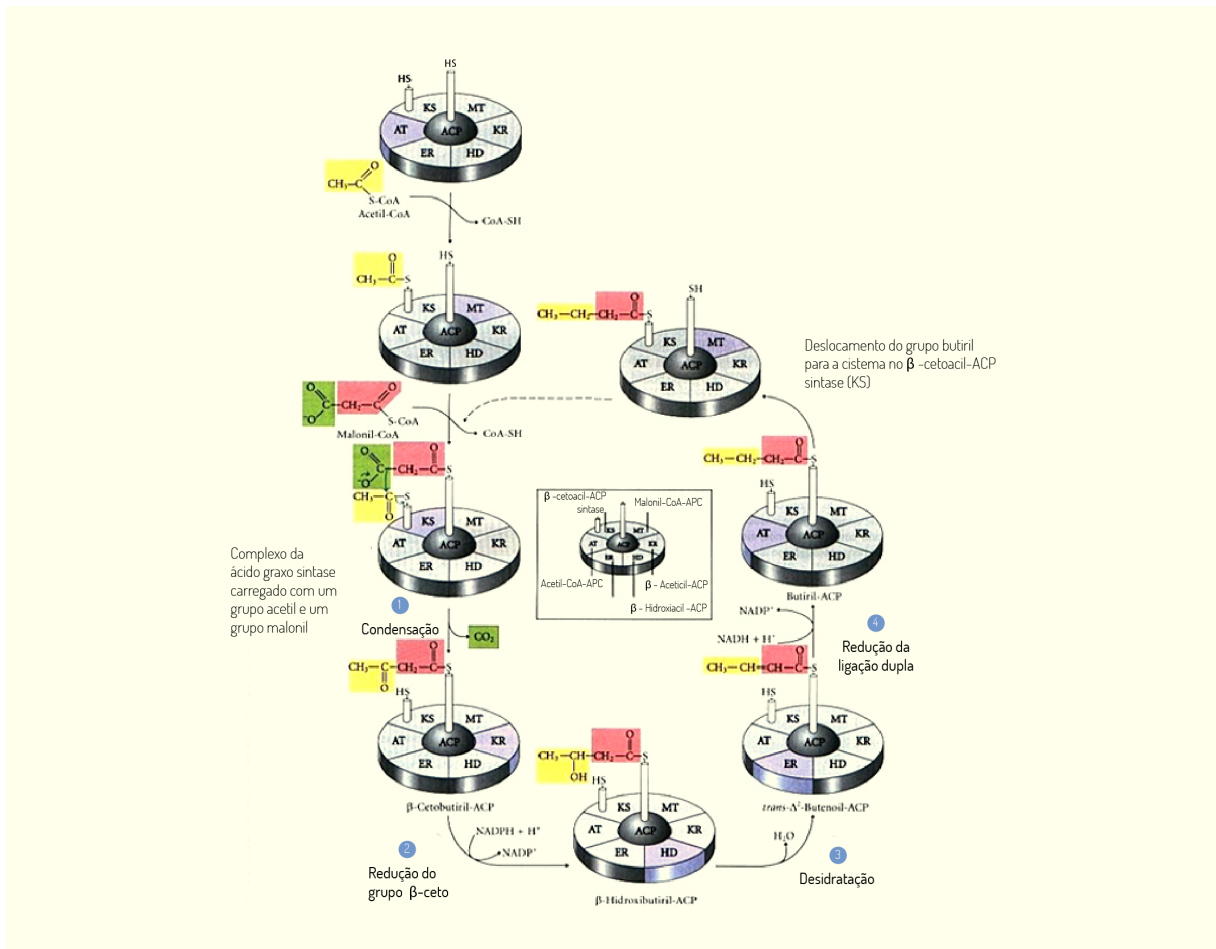 HS
HS
KS
MT
AT
ACP
KR
ER
HD
CH₃–C
O
S-CoA
Acetil-CoA
CoA-SH
HS
O
CH₃–C–S
KS
MT
AT
ACP
KR
ER
HD
SH
O
CH₃–CH₂–CH₂–C–S
KS
MT
AT
ACP
KR
ER
HD
Deslocamento do grupo butiril
para a cistema no β -cetoacil-ACP
sintase (KS)
O
C–CH₂–C
O
⁻O
S-CoA
Malonil-CoA
CoA-SH
O
O
C–CH₂–C–S
⁻O
CH₃–C–S
O
KS
MT
AT
ACP
KR
ER
HD
Complexo da
ácido graxo sintase
carregado com um
grupo acetil e um
grupo malonil
1
Condensação
CO₂
β -cetoacil-ACP
sintase
Malonil-CoA-APC
KS
MT
AT
ACP
KR
ER
HD
Acetil-CoA-APC
β - Aceticil-ACP
β - Hidroxiacil -ACP
O
CH₃–CH₂–CH₂–C–S
HS
KS
MT
AT
ACP
KR
ER
HD
Butiril-ACP
NADP⁺
NADH + H⁺
4
Redução da
ligação dupla
O
CH₃–C–CH₂–C–S
O
HS
KS
MT
AT
ACP
KR
ER
HD
β-Cetobutiril-ACP
NADPH + H⁺
NADP⁺
2
Redução do
grupo β-ceto
O
CH₃–CH–CH₂–C–S
OH
HS
KS
MT
AT
ACP
KR
ER
HD
β-Hidroxibutiril-ACP
H₂O
3
Desidratação
O
CH₃–CH=CH–C–S
HS
KS
MT
AT
ACP
KR
ER
HD
trans-Δ²-Butenoil-ACP